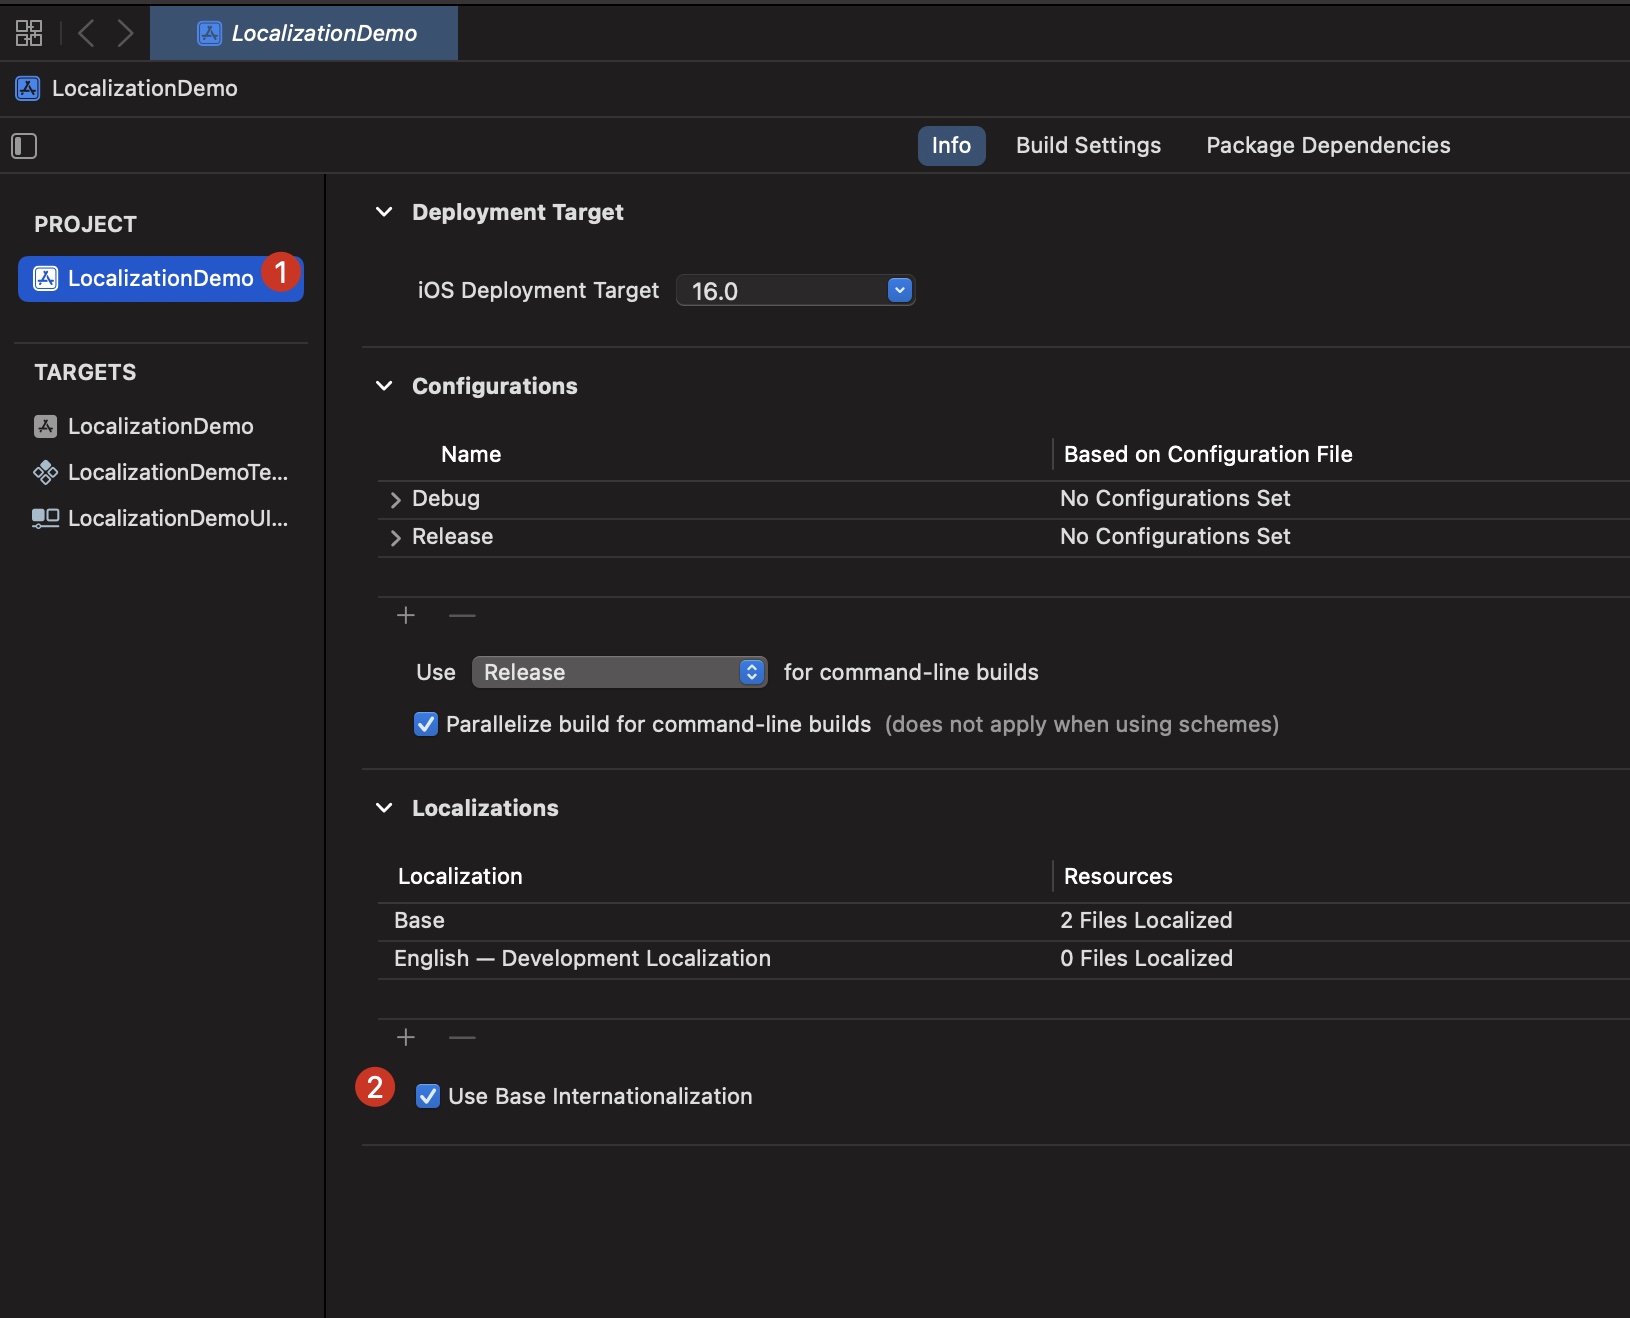 LocalizationDemo
LocalizationDemo
Info Build Settings Package Dependencies
PROJECT
LocalizationDemo 1
TARGETS
LocalizationDemo
LocalizationDemoTe...
LocalizationDemoUI...
Deployment Target
iOS Deployment Target 16.0
Configurations
Name Based on Configuration File
Debug No Configurations Set
Release No Configurations Set
+ —
Use Release for command-line builds
Parallelize build for command-line builds (does not apply when using schemes)
Localizations
Localization Resources
Base 2 Files Localized
English — Development Localization 0 Files Localized
+ —
2 Use Base Internationalization